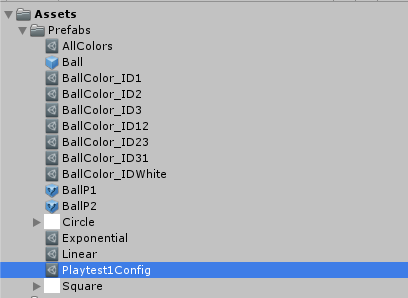 Assets
Prefabs
AllColors
Ball
BallColor_ID1
BallColor_ID2
BallColor_ID3
BallColor_ID12
BallColor_ID23
BallColor_ID31
BallColor_IDWhite
BallP1
BallP2
Circle
Exponential
Linear
Playtest1Config
Square